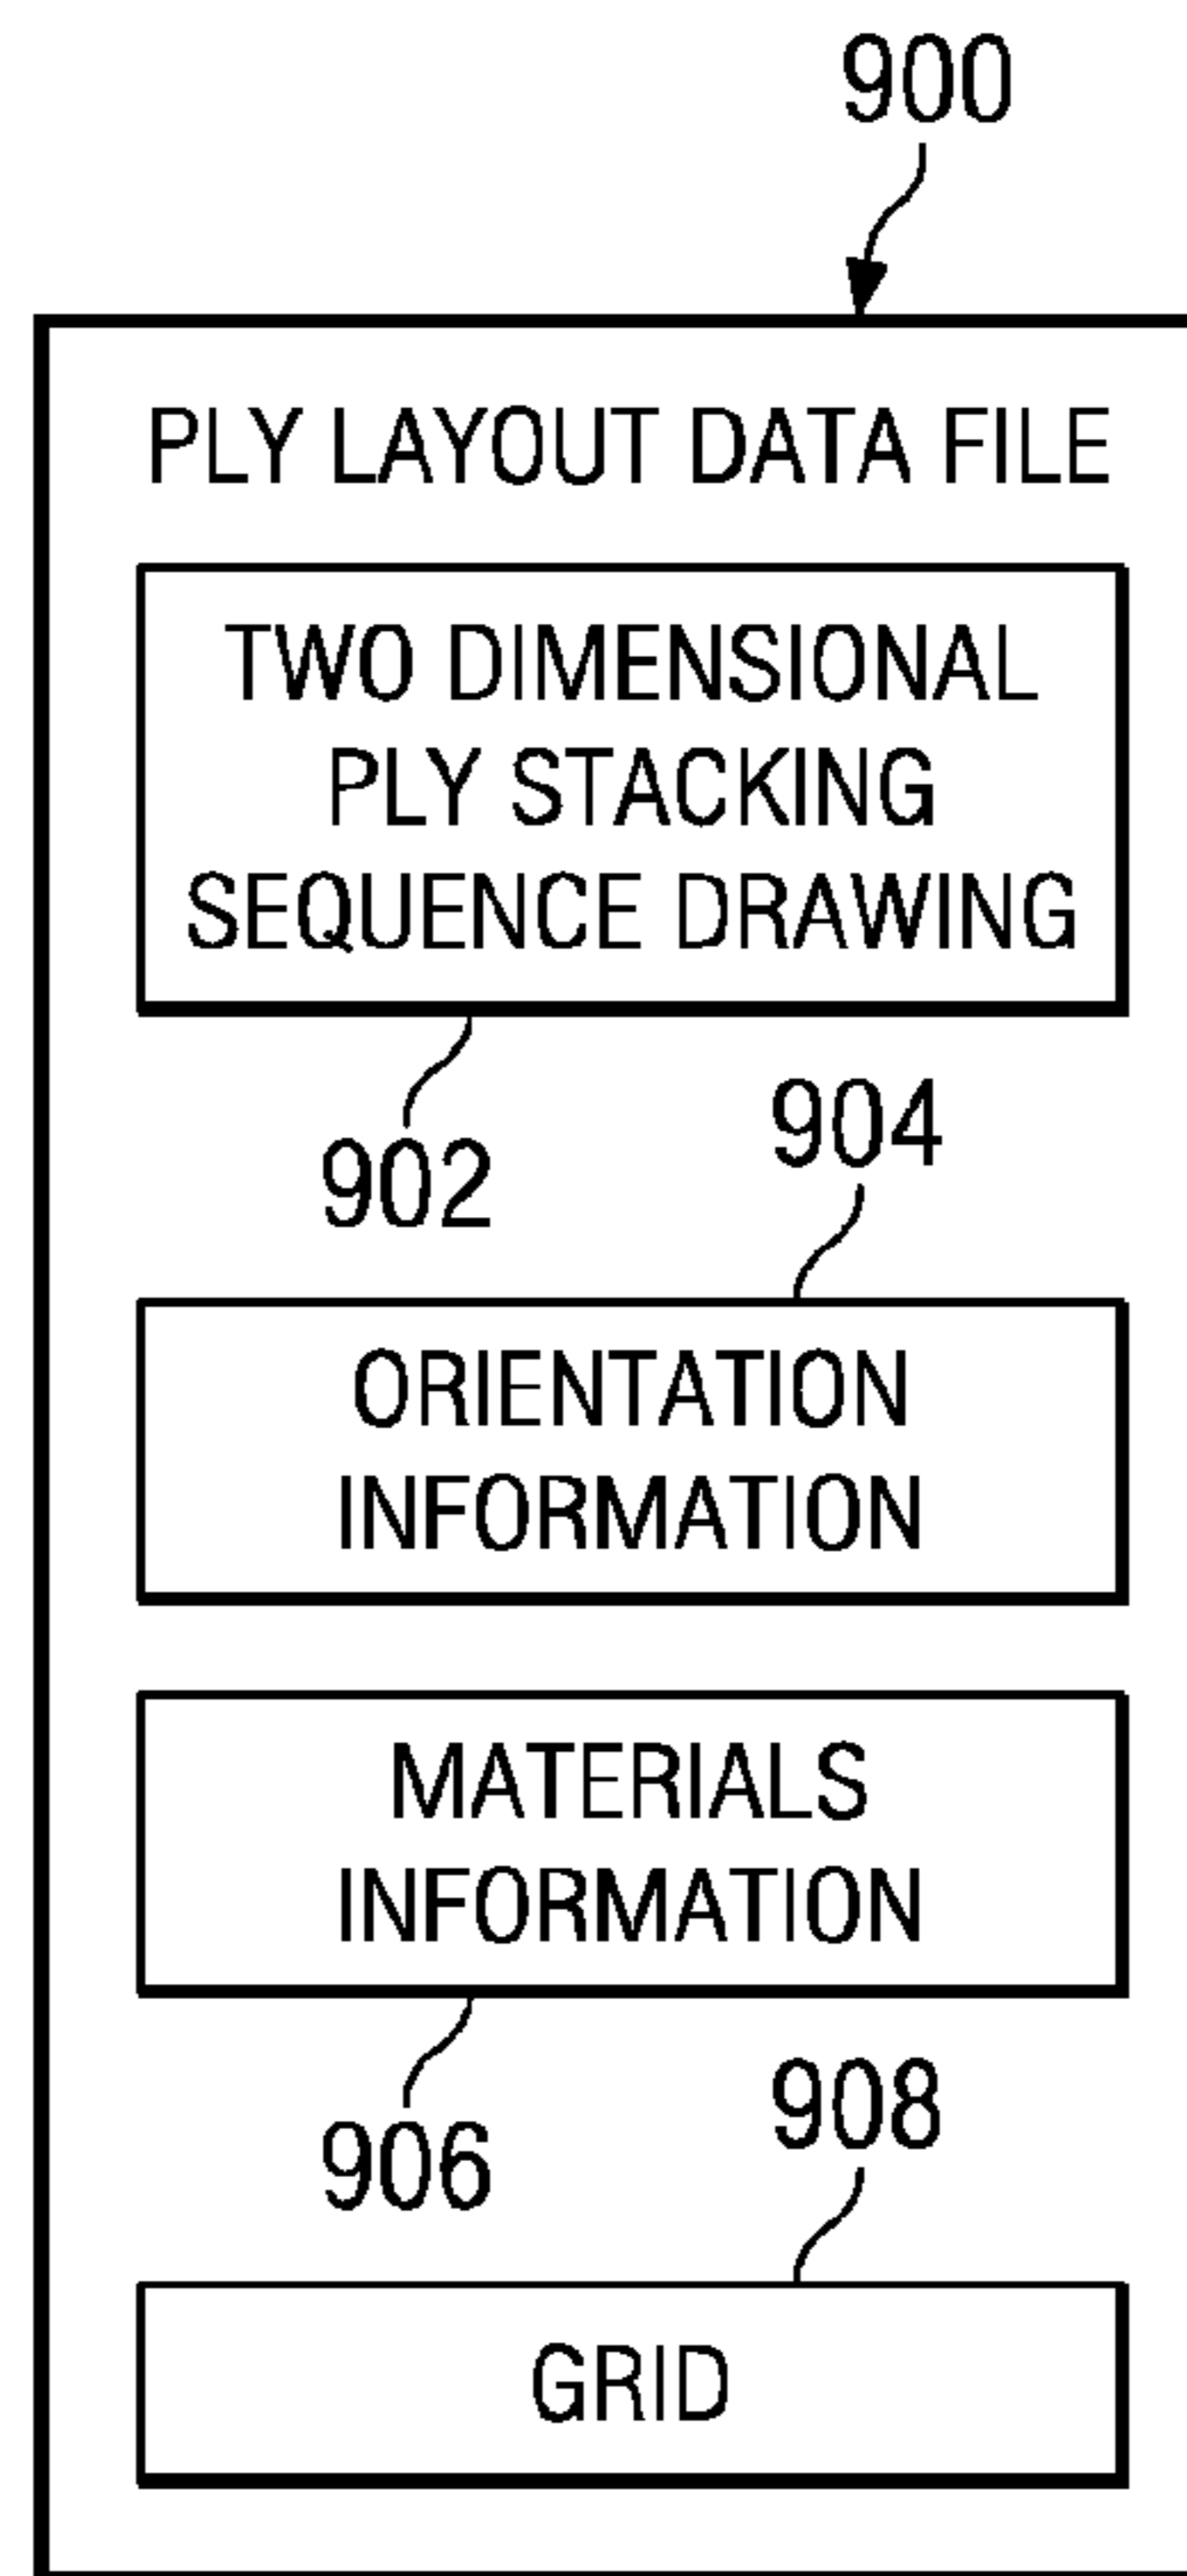 900
PLY LAYOUT DATA FILE
TWO DIMENSIONAL
PLY STACKING
SEQUENCE DRAWING
902
904
ORIENTATION
INFORMATION
MATERIALS
INFORMATION
906
908
GRID